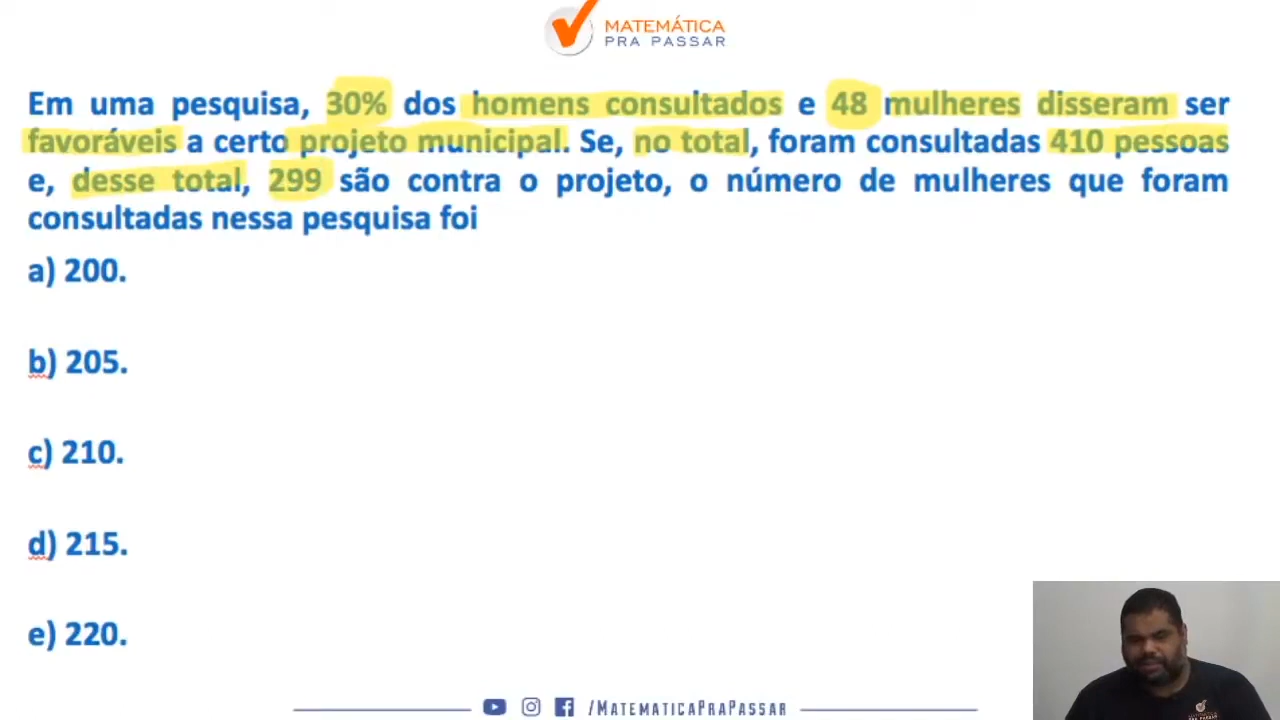 MATEMÁTICA
PRA PASSAR
Em uma pesquisa, 30% dos homens consultados e 48 mulheres disseram ser
favoráveis a certo projeto municipal. Se, no total, foram consultadas 410 pessoas
e, desse total, 299 são contra o projeto, o número de mulheres que foram
consultadas nessa pesquisa foi
a) 200.
b) 205.
c) 210.
d) 215.
e) 220.
/MATEMATICAPRAPASSAR